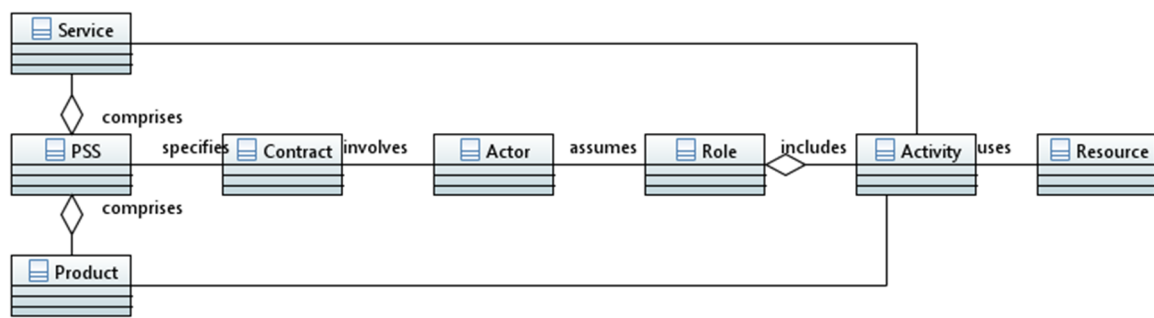 Service
comprises
PSS specifies Contract involves Actor assumes Role includes Activity uses Resource
comprises
Product